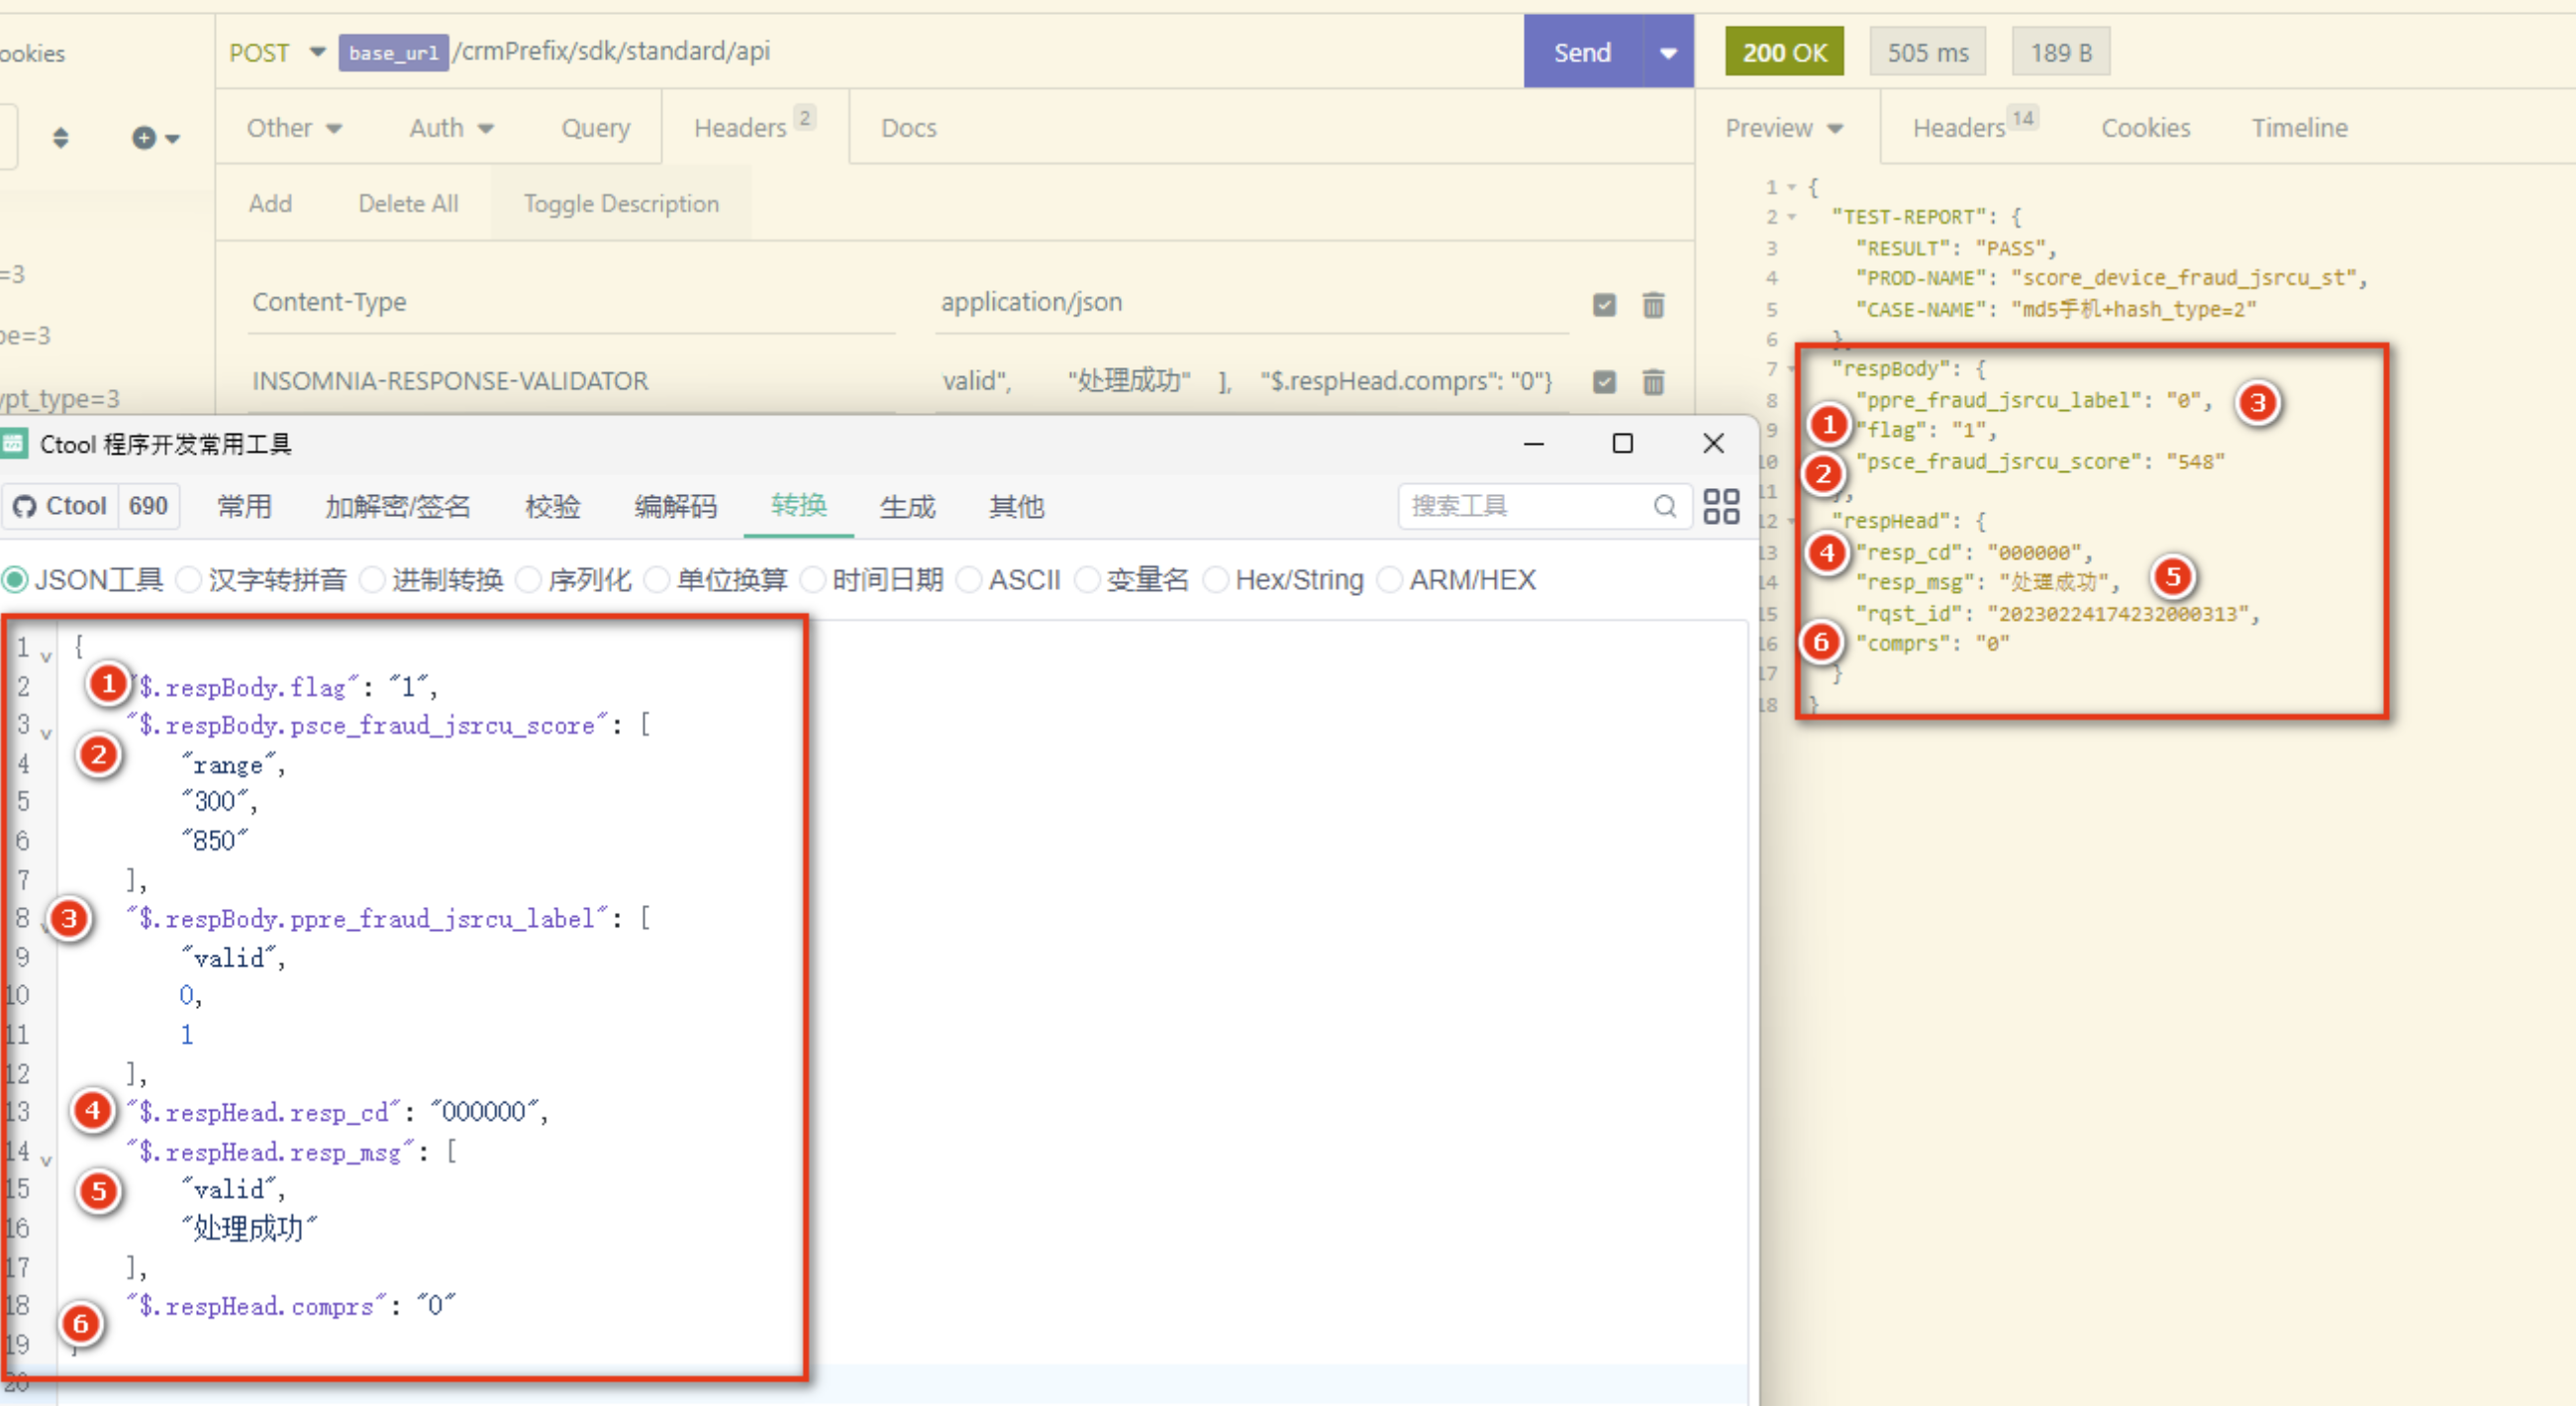 ookies
POST base_url /crmPrefix/sdk/standard/api
Send
200 OK 505 ms 189 B
Other Auth Query Headers 2 Docs
Preview Headers 14 Cookies Timeline
Add Delete All Toggle Description
=3
Content-Type application/json
pe=3
INSOMNIA-RESPONSE-VALIDATOR valid", "处理成功" ], "$.respHead.comprs": "0"}
ypt_type=3
1 {
2 "TEST-REPORT": {
3 "RESULT": "PASS",
4 "PROD-NAME": "score_device_fraud_jsrcu_st",
5 "CASE-NAME": "md5手机+hash_type=2"
6 },
7 "respBody": {
8 "ppre_fraud_jsrcu_label": "0", 3
9 1 "flag": "1",
10 2 "psce_fraud_jsrcu_score": "548"
11 },
12 "respHead": {
13 4 "resp_cd": "000000",
14 "resp_msg": "处理成功", 5
15 "rqst_id": "20230224174232000313",
16 6 "comprs": "0"
17 }
18 }
Ctool 程序开发常用工具
Ctool 690 常用 加解密/签名 校验 编解码 转换 生成 其他 搜索工具
JSON工具 汉字转拼音 进制转换 序列化 单位换算 时间日期 ASCII 变量名 Hex/String ARM/HEX
1 {
2 1 "$.respBody.flag": "1",
3 "$.respBody.psce_fraud_jsrcu_score": [
2
4 "range",
5 "300",
6 "850"
7 ],
8 3 "$.respBody.ppre_fraud_jsrcu_label": [
9 "valid",
10 0,
11 1
12 ],
13 4 "$.respHead.resp_cd": "000000",
14 "$.respHead.resp_msg": [
15 5 "valid",
16 "处理成功"
17 ],
18 "$.respHead.comprs": "0"
6
19 }
20